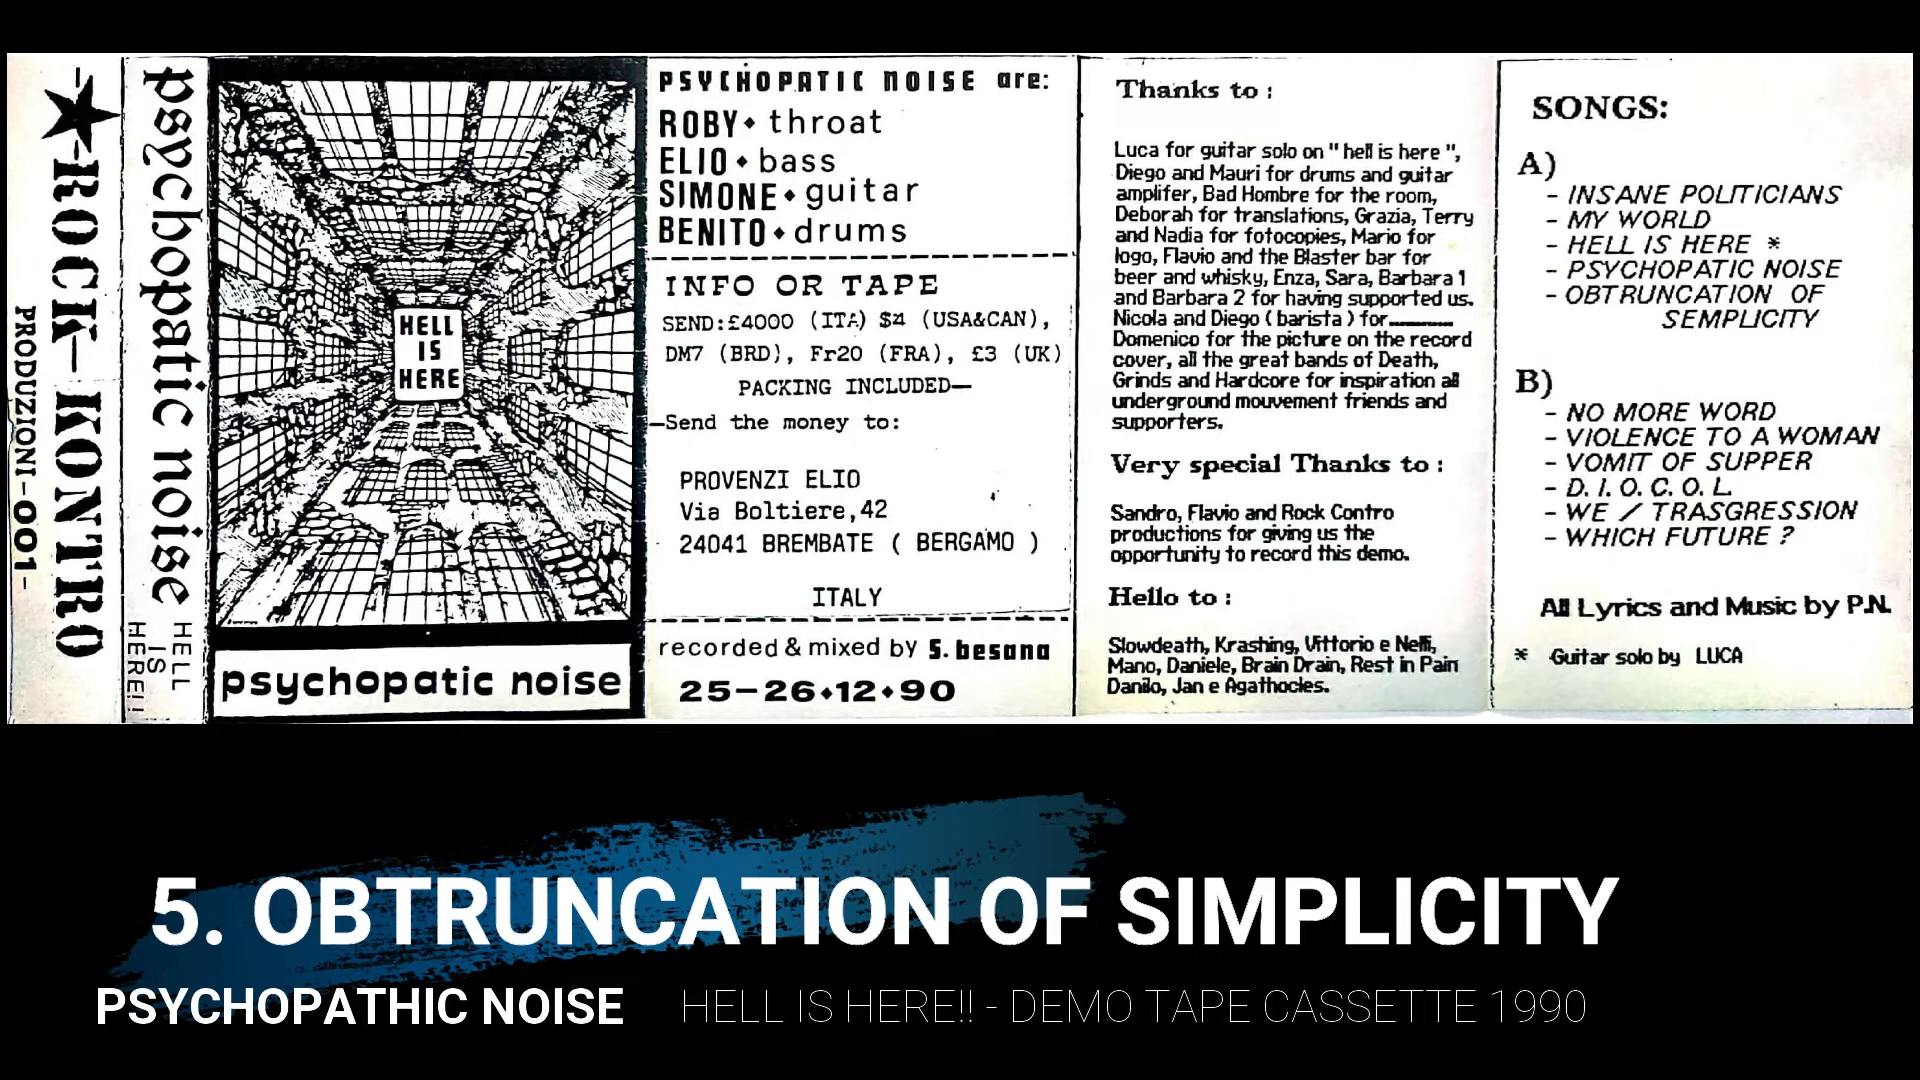 -★-ROCK-KONTRO
PRODUZIONI -001-
psychopatic noise
HELL
IS
HERE!!
HELL
IS
HERE
psychopatic noise
PSYCHOPATIC NOISE are:
ROBY• throat
ELIO • bass
SIMONE• guitar
BENITO • drums
INFO OR TAPE
SEND:£4000 (ITA) $4 (USA&CAN),
DM7 (BRD), Fr20 (FRA), £3 (UK)
PACKING INCLUDED—
—Send the money to:
PROVENZI ELIO
Via Boltiere,42
24041 BREMBATE ( BERGAMO )
ITALY
recorded & mixed by S. besana
25-26•12•90
Thanks to :
Luca for guitar solo on " hell is here ",
Diego and Mauri for drums and guitar
amplifer, Bad Hombre for the room,
Deborah for translations, Grazia, Terry
and Nadia for fotocopies, Mario for
logo, Flavio and the Blaster bar for
beer and whisky, Enza, Sara, Barbara 1
and Barbara 2 for having supported us.
Nicola and Diego ( barista ) for..........
Domenico for the picture on the record
cover, all the great bands of Death,
Grinds and Hardcore for inspiration all
underground mouvement friends and
supporters.
Very special Thanks to :
Sandro, Flavio and Rock Contro
productions for giving us the
opportunity to record this demo.
Hello to :
Slowdeath, Krashing, Vittorio e Nelli,
Mano, Daniele, Brain Drain, Rest in Pain
Danilo, Jan e Agathocles.
SONGS:
A)
- INSANE POLITICIANS
- MY WORLD
- HELL IS HERE *
- PSYCHOPATIC NOISE
- OBTRUNCATION OF
SEMPLICITY
B)
- NO MORE WORD
- VIOLENCE TO A WOMAN
- VOMIT OF SUPPER
- D. I. O. C. O. L.
- WE / TRASGRESSION
- WHICH FUTURE ?
All Lyrics and Music by P.N.
* Guitar solo by LUCA
5. OBTRUNCATION OF SIMPLICITY
PSYCHOPATHIC NOISE HELL IS HERE!! - DEMO TAPE CASSETTE 1990